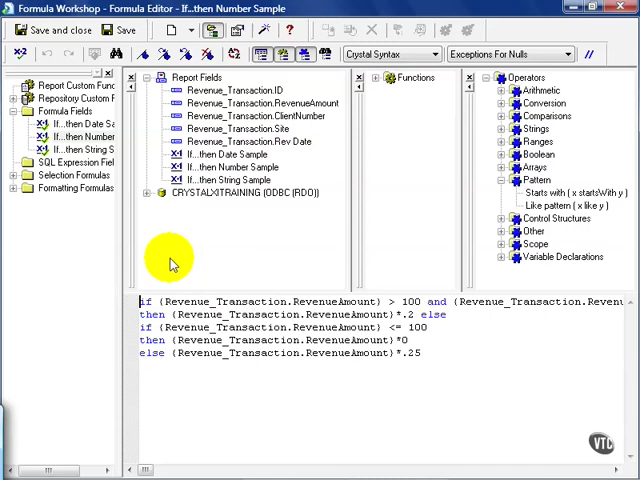 Formula Workshop - Formula Editor - If...then Number Sample
Save and close
Save
x-2
Crystal Syntax
Exceptions For Nulls
//
Report Custom Func
Repository Custom F
Formula Fields
If...then Date Sa
If...then Number
If...then String S
SQL Expression Fiel
Selection Formulas
Formatting Formulas
Report Fields
Revenue_Transaction.ID
Revenue_Transaction.RevenueAmount
Revenue_Transaction.ClientNumber
Revenue_Transaction.Site
Revenue_Transaction.Rev Date
If...then Date Sample
If...then Number Sample
If...then String Sample
CRYSTALXITRAINING (ODBC (RDO))
Functions
Operators
Arithmetic
Conversion
Comparisons
Strings
Ranges
Boolean
Arrays
Pattern
Starts with ( x startsWith y )
Like pattern ( x like y )
Control Structures
Other
Scope
Variable Declarations
if {Revenue_Transaction.RevenueAmount} > 100 and {Revenue_Transaction.Reven
then {Revenue_Transaction.RevenueAmount}*.2 else
if {Revenue_Transaction.RevenueAmount} <= 100
then {Revenue_Transaction.RevenueAmount}*0
else {Revenue_Transaction.RevenueAmount}*.25
VTC